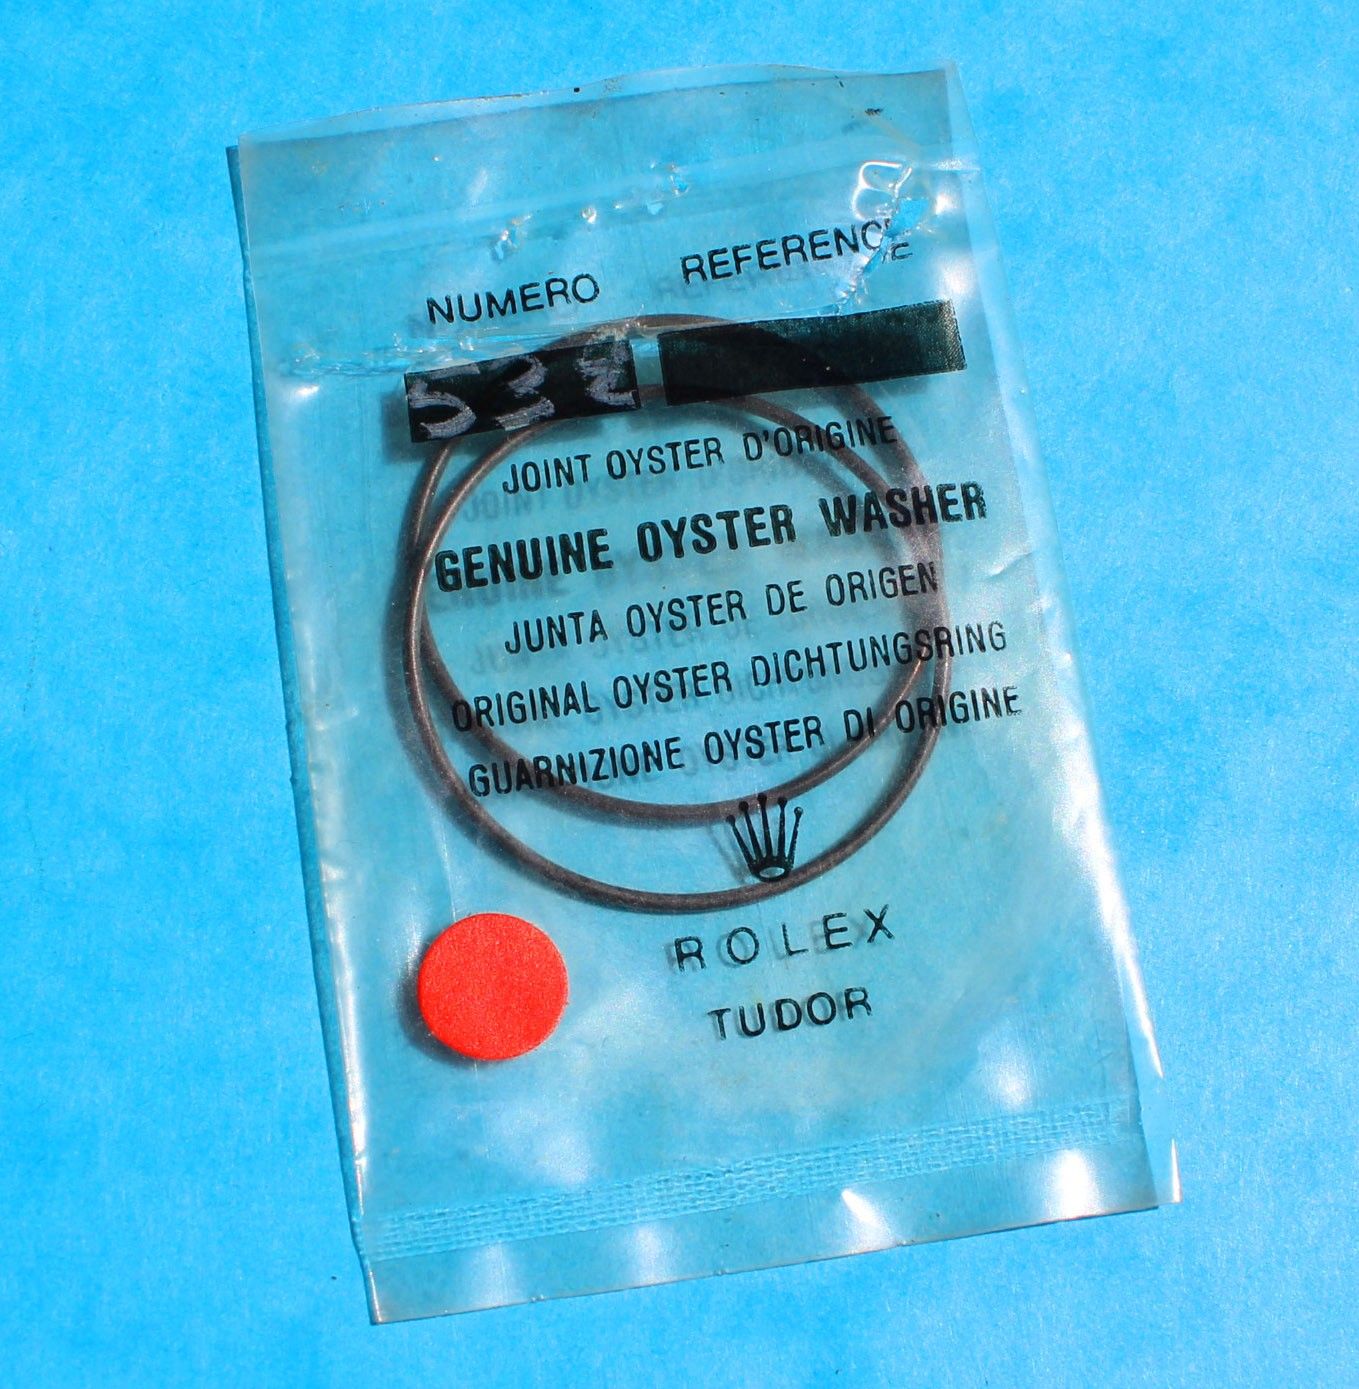 NUMERO REFERENCE
53
JOINT OYSTER D'ORIGINE
GENUINE OYSTER WASHER
JUNTA OYSTER DE ORIGEN
ORIGINAL OYSTER DICHTUNGSRING
GUARNIZIONE OYSTER DI ORIGINE
ROLEX
TUDOR